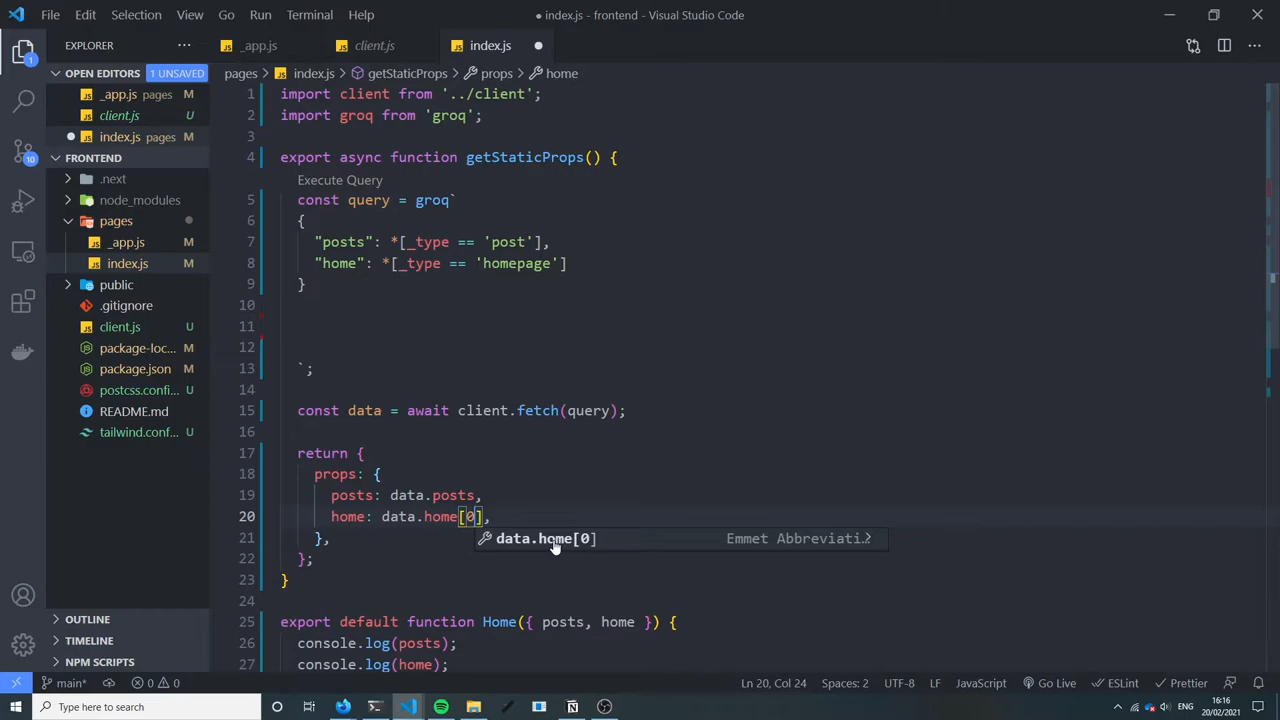 File Edit Selection View Go Run Terminal Help
● index.js - frontend - Visual Studio Code
EXPLORER
_app.js
client.js
index.js
OPEN EDITORS 1 UNSAVED
_app.js pages M
client.js U
index.js pages M
FRONTEND
.next
node_modules
pages
_app.js M
index.js M
public
.gitignore
client.js U
package-loc... M
package.json M
postcss.confi... U
README.md
tailwind.conf... U
OUTLINE
TIMELINE
NPM SCRIPTS
1
10
pages > index.js > getStaticProps > props > home
1 import client from '../client';
2 import groq from 'groq';
3
4 export async function getStaticProps() {
Execute Query
5 const query = groq`
6 {
7 "posts": *[_type == 'post'],
8 "home": *[_type == 'homepage']
9 }
10
11
12
13 `;
14
15 const data = await client.fetch(query);
16
17 return {
18 props: {
19 posts: data.posts,
20 home: data.home[0],
data.home[0] Emmet Abbreviati...
21 },
22 };
23 }
24
25 export default function Home({ posts, home }) {
26 console.log(posts);
27 console.log(home);
main* 0 0
Ln 20, Col 24 Spaces: 2 UTF-8 LF JavaScript Go Live ESLint Prettier
Type here to search
ENG
16:16
20/02/2021